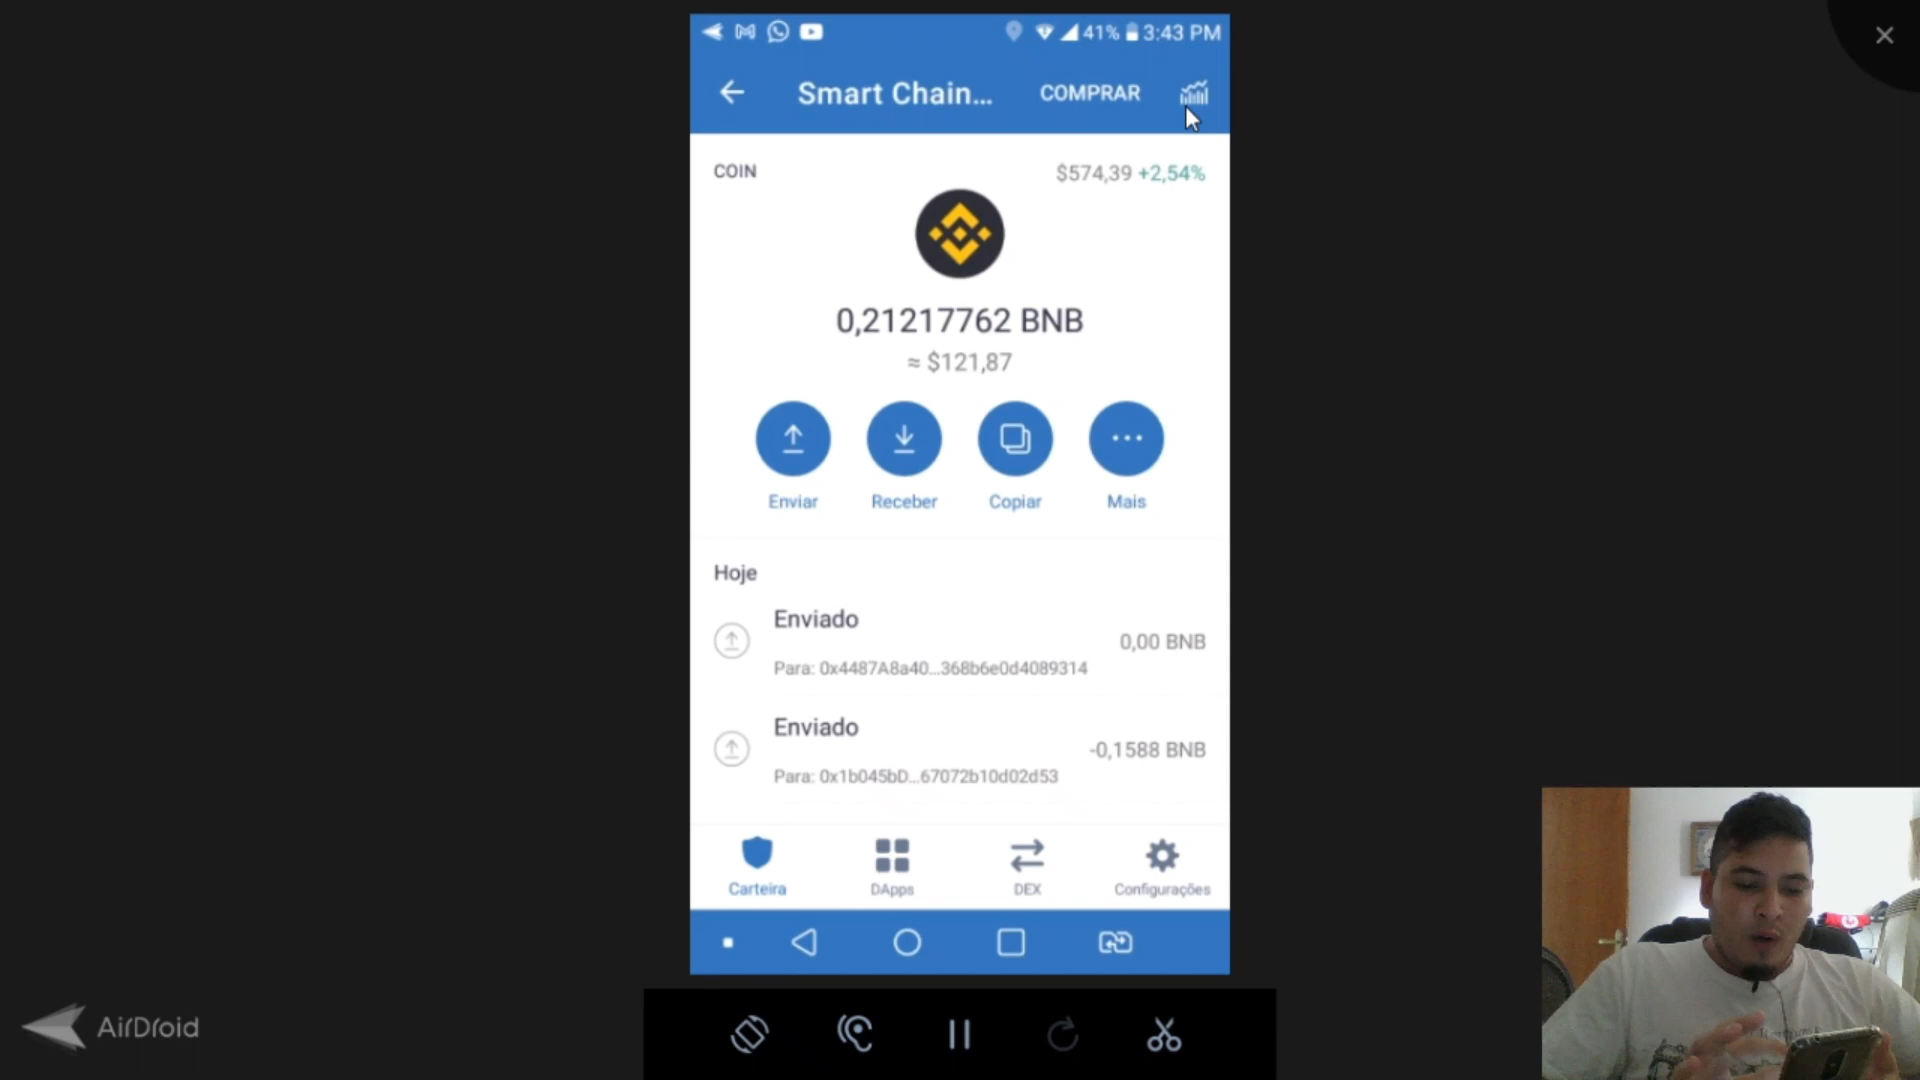 41% 3:43 PM
Smart Chain... COMPRAR
COIN $574,39 +2,54%
0,21217762 BNB
≈ $121,87
Enviar Receber Copiar Mais
Hoje
Enviado
0,00 BNB
Para: 0x4487A8a40...368b6e0d4089314
Enviado
-0,1588 BNB
Para: 0x1b045bD...67072b10d02d53
Carteira DApps DEX Configurações
AirDroid